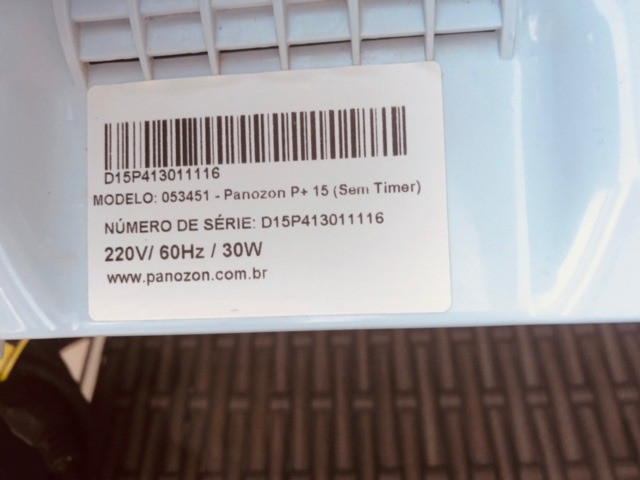 D15P413011116
MODELO: 053451 - Panozon P+ 15 (Sem Timer)
NÚMERO DE SÉRIE: D15P413011116
220V/ 60Hz / 30W
www.panozon.com.br